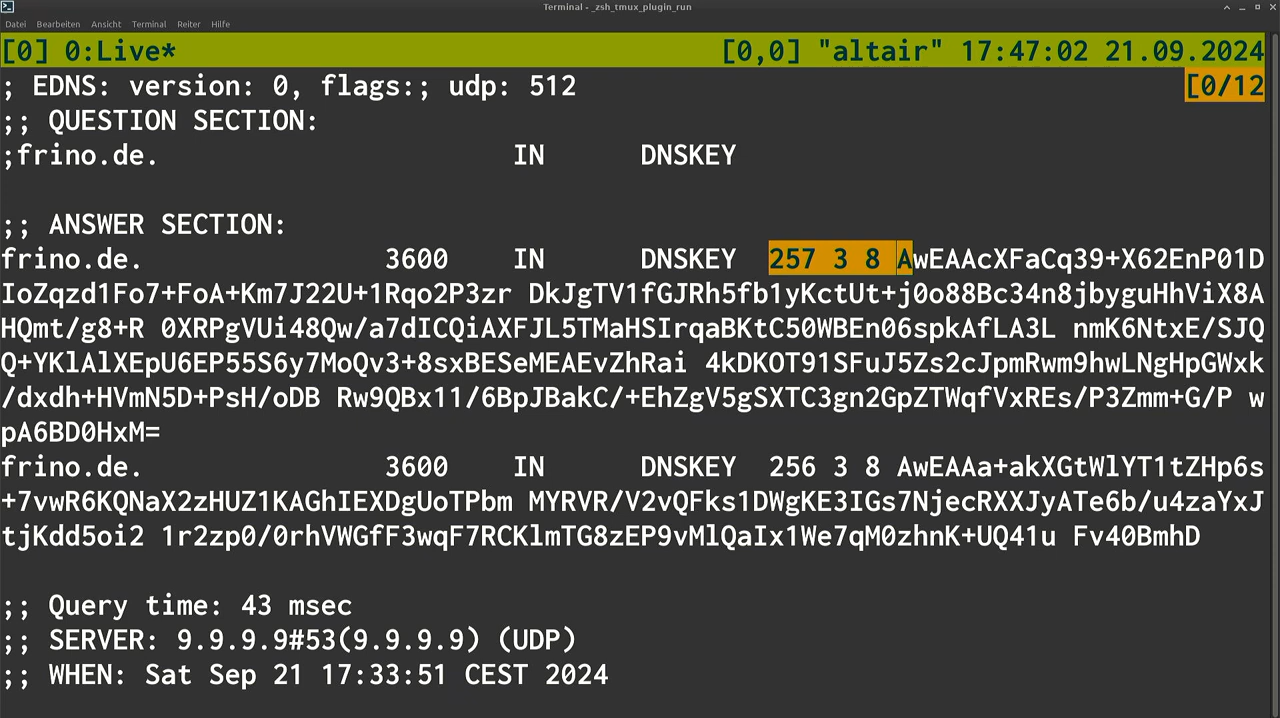 Terminal - _zsh_tmux_plugin_run
Datei Bearbeiten Ansicht Terminal Reiter Hilfe
[0] 0:Live* [0,0] "altair" 17:47:02 21.09.2024
; EDNS: version: 0, flags:; udp: 512 [0/12
;; QUESTION SECTION:
;frino.de. IN DNSKEY
;; ANSWER SECTION:
frino.de. 3600 IN DNSKEY 257 3 8 AwEAAcXFaCq39+X62EnP01D
IoZqzd1Fo7+FoA+Km7J22U+1Rqo2P3zr DkJgTV1fGJRh5fb1yKctUt+j0o88Bc34n8jbyguHhViX8A
HQmt/g8+R 0XRPgVUi48Qw/a7dICQiAXFJL5TMaHSIrqaBKtC50WBEn06spkAfLA3L nmK6NtxE/SJQ
Q+YKlAlXEpU6EP55S6y7MoQv3+8sxBESeMEAEvZhRai 4kDKOT91SFuJ5Zs2cJpmRwm9hwLNgHpGWxk
/dxdh+HVmN5D+PsH/oDB Rw9QBx11/6BpJBakC/+EhZgV5gSXTC3gn2GpZTWqfVxREs/P3Zmm+G/P w
pA6BD0HxM=
frino.de. 3600 IN DNSKEY 256 3 8 AwEAAa+akXGtWlYT1tZHp6s
+7vwR6KQNaX2zHUZ1KAGhIEXDgUoTPbm MYRVR/V2vQFks1DWgKE3IGs7NjecRXXJyATe6b/u4zaYxJ
tjKdd5oi2 1r2zp0/0rhVWGfF3wqF7RCKlmTG8zEP9vMlQaIx1We7qM0zhnK+UQ41u Fv40BmhD
;; Query time: 43 msec
;; SERVER: 9.9.9.9#53(9.9.9.9) (UDP)
;; WHEN: Sat Sep 21 17:33:51 CEST 2024